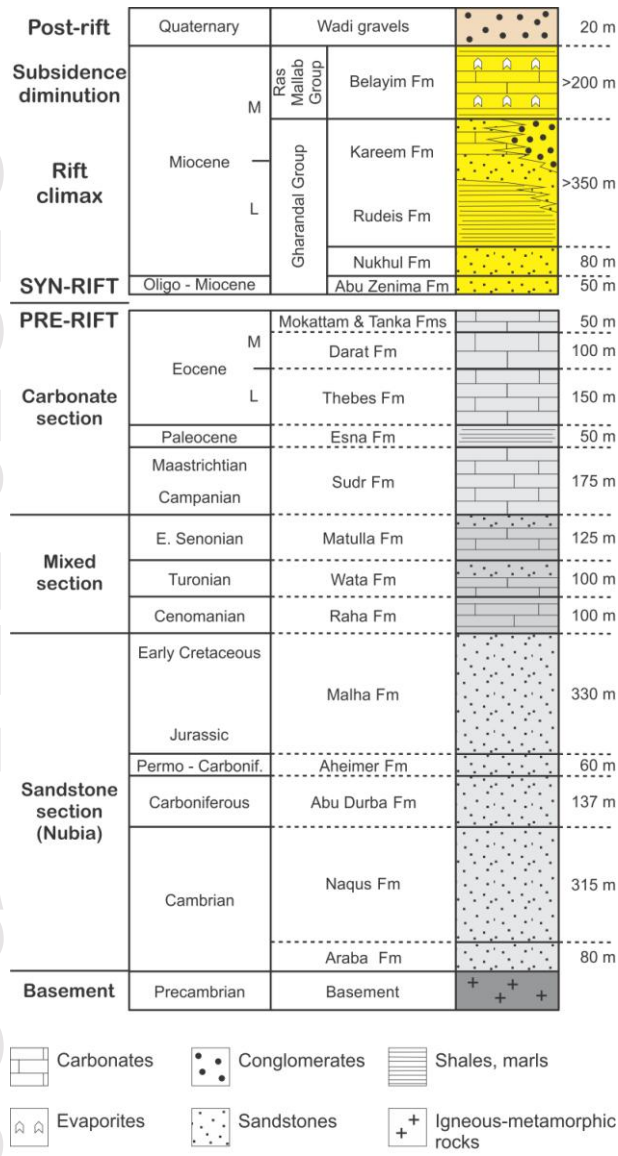 Post-rift Quaternary Wadi gravels 20 m
Subsidence
diminution
Ras
Mallab
Group
Belayim Fm >200 m
M
Miocene
Rift
climax
L
Gharandal Group
Kareem Fm
>350 m
Rudeis Fm
Nukhul Fm 80 m
SYN-RIFT Oligo - Miocene Abu Zenima Fm 50 m
PRE-RIFT Mokattam & Tanka Fms 50 m
M
Eocene
L
Darat Fm 100 m
Carbonate
section
Thebes Fm 150 m
Paleocene Esna Fm 50 m
Maastrichtian
Campanian
Sudr Fm 175 m
Mixed
section
E. Senonian Matulla Fm 125 m
Turonian Wata Fm 100 m
Cenomanian Raha Fm 100 m
Early Cretaceous
Jurassic
Malha Fm 330 m
Sandstone
section
(Nubia)
Permo - Carbonif. Aheimer Fm 60 m
Carboniferous Abu Durba Fm 137 m
Cambrian
Naqus Fm 315 m
Araba Fm 80 m
Basement Precambrian Basement
Carbonates Conglomerates Shales, marls
Evaporites Sandstones Igneous-metamorphic
rocks